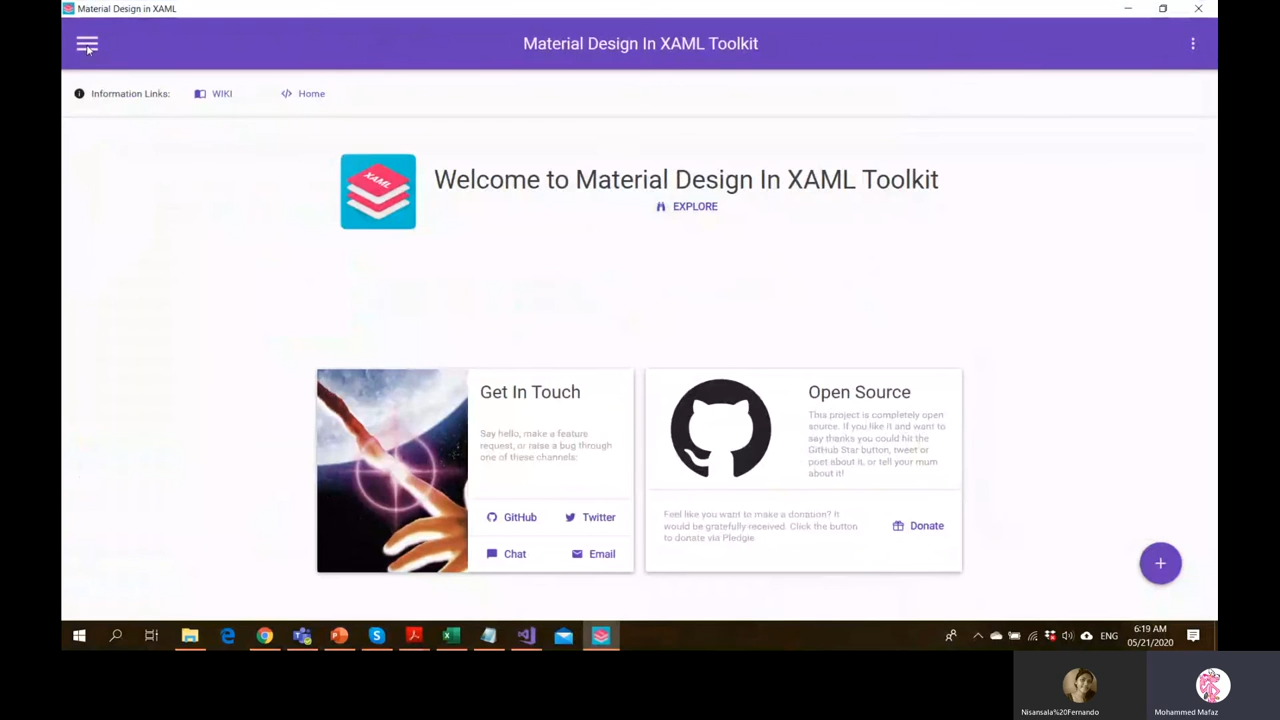 Material Design in XAML
Material Design In XAML Toolkit
Information Links: WIKI Home
XAML
Welcome to Material Design In XAML Toolkit
EXPLORE
Get In Touch
Say hello, make a feature
request, or raise a bug through
one of these channels:
GitHub Twitter
Chat Email
Open Source
This project is completely open
source. If you like it and want to
say thanks you could hit the
GitHub Star button, tweet or
post about it, or tell your mum
about it!
Feel like you want to make a donation? It
would be gratefully received. Click the button
to donate via Pledgie
Donate
ENG
6:19 AM
05/21/2020
Nisansala%20Fernando
Mohammed Mafaz